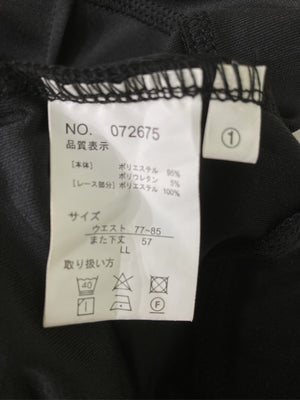 NO. 072675
品質表示
[本体] ポリエステル 95%
ポリウレタン 5%
[レース部分] ポリエステル 100%
サイズ
ウエスト 77~85
また下丈 57
LL
取り扱い方
40
F
①